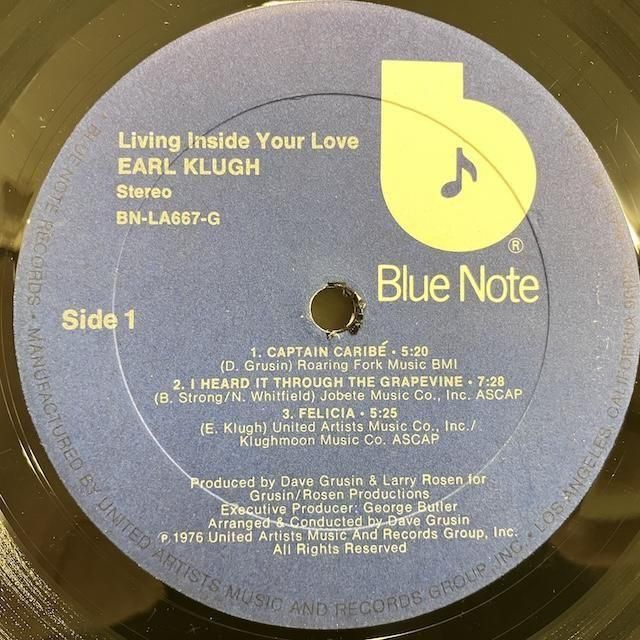 Living Inside Your Love
EARL KLUGH
Stereo
BN-LA667-G
b
®
Blue Note
Side 1
1. CAPTAIN CARIBÉ • 5:20
(D. Grusin) Roaring Fork Music BMI
2. I HEARD IT THROUGH THE GRAPEVINE • 7:28
(B. Strong/N. Whitfield) Jobete Music Co., Inc. ASCAP
3. FELICIA • 5:25
(E. Klugh) United Artists Music Co., Inc./
Klughmoon Music Co. ASCAP
Produced by Dave Grusin & Larry Rosen for
Grusin/Rosen Productions
Executive Producer: George Butler
Arranged & Conducted by Dave Grusin
℗ 1976 United Artists Music and Records Group, Inc.
All Rights Reserved
BLUE NOTE RECORDS • MANUFACTURED BY UNITED ARTISTS MUSIC AND RECORDS GROUP, INC. • LOS ANGELES, CALIFORNIA